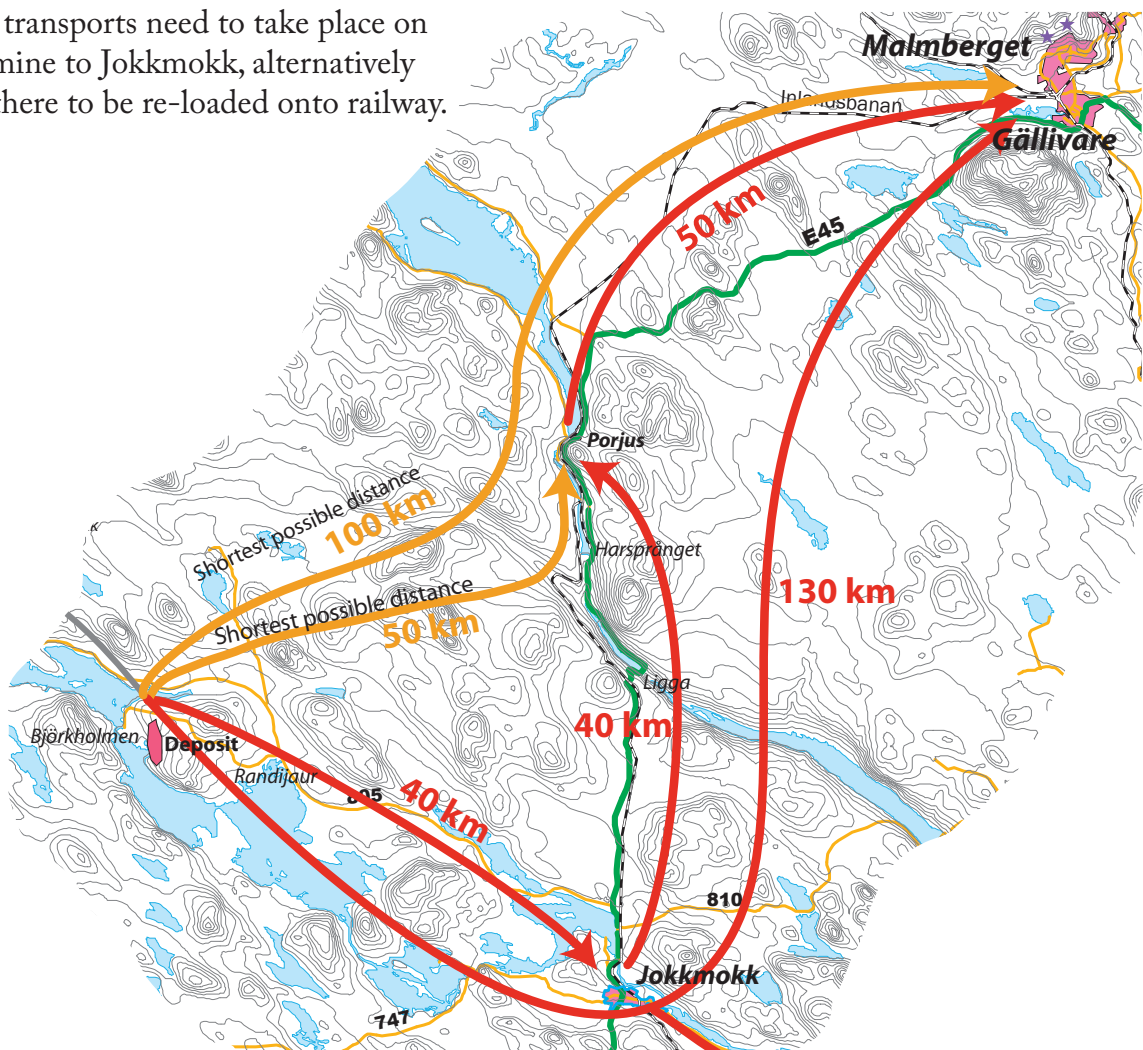 transports need to take place on
mine to Jokkmokk, alternatively
there to be re-loaded onto railway.
Malmberget
Inlandsbanan
Gällivare
50 km
E45
Porjus
Shortest possible distance
100 km
Harsprånget
Shortest possible distance
50 km
130 km
Ligga
40 km
Björkholmen
Deposit
Randijaur
805
40 km
810
Jokkmokk
747